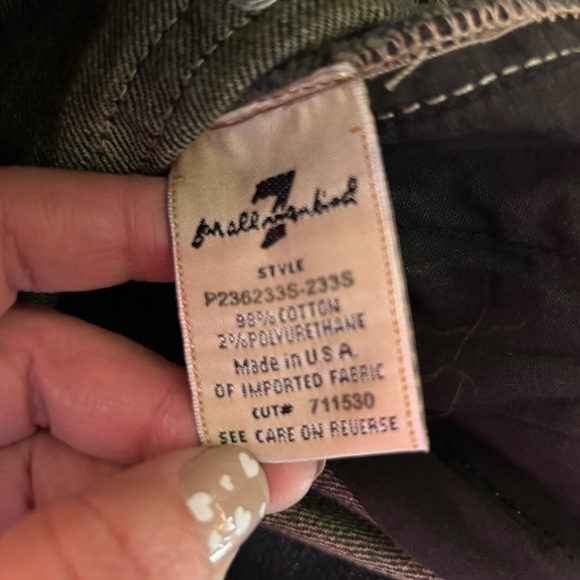 7
for all mankind
STYLE
P236233S-233S
98% COTTON
2% POLYURETHANE
Made in U.S.A.
OF IMPORTED FABRIC
CUT# 711530
SEE CARE ON REVERSE